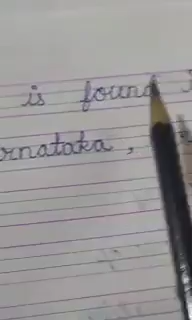 is found
rnataka,